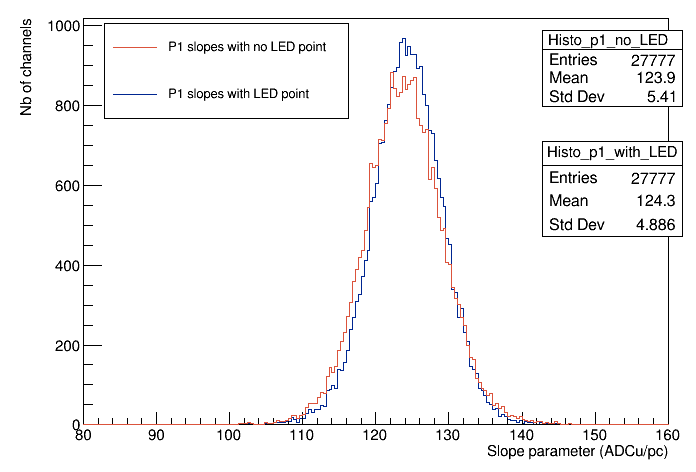 Nb of channels
P1 slopes with no LED point
P1 slopes with LED point
Histo_p1_no_LED
Entries 27777
Mean 123.9
Std Dev 5.41
Histo_p1_with_LED
Entries 27777
Mean 124.3
Std Dev 4.886
1000
800
600
400
200
0
80 90 100 110 120 130 140 150 160
Slope parameter (ADCu/pc)